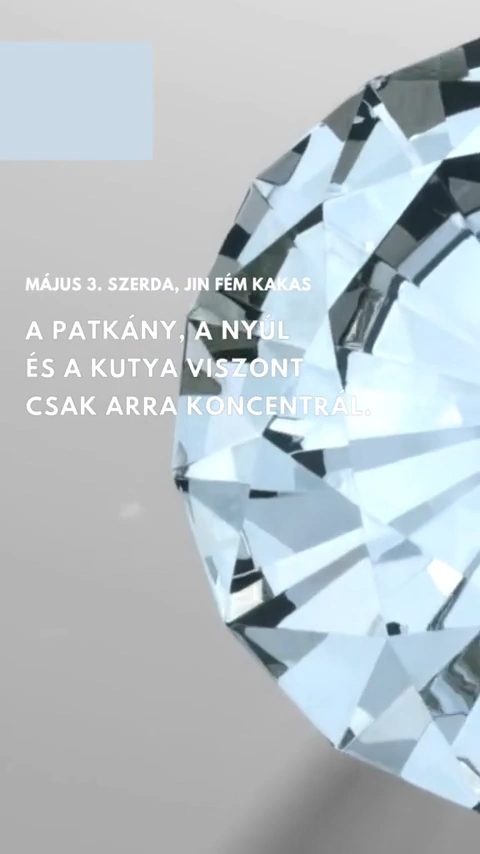 MÁJUS 3. SZERDA, JIN FÉM KAKAS
A PATKÁNY, A NYÚL
ÉS A KUTYA VISZONT
CSAK ARRA KONCENTRÁL.